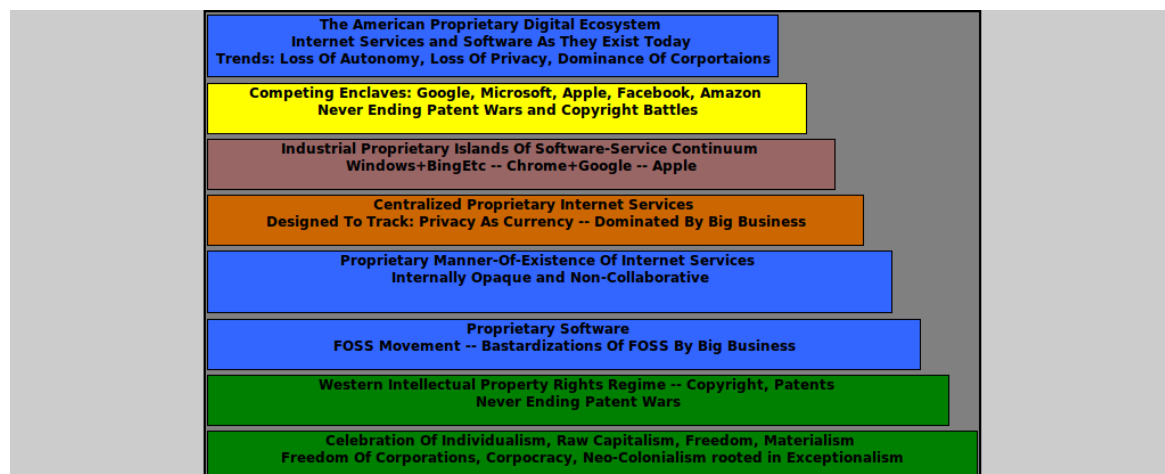 The American Proprietary Digital Ecosystem
Internet Services and Software As They Exist Today
Trends: Loss Of Autonomy, Loss Of Privacy, Dominance Of Corportaions
Competing Enclaves: Google, Microsoft, Apple, Facebook, Amazon
Never Ending Patent Wars and Copyright Battles
Industrial Proprietary Islands Of Software-Service Continuum
Windows+BingEtc -- Chrome+Google -- Apple
Centralized Proprietary Internet Services
Designed To Track: Privacy As Currency -- Dominated By Big Business
Proprietary Manner-Of-Existence Of Internet Services
Internally Opaque and Non-Collaborative
Proprietary Software
FOSS Movement -- Bastardizations Of FOSS By Big Business
Western Intellectual Property Rights Regime -- Copyright, Patents
Never Ending Patent Wars
Celebration Of Individualism, Raw Capitalism, Freedom, Materialism
Freedom Of Corporations, Corpocracy, Neo-Colonialism rooted in Exceptionalism